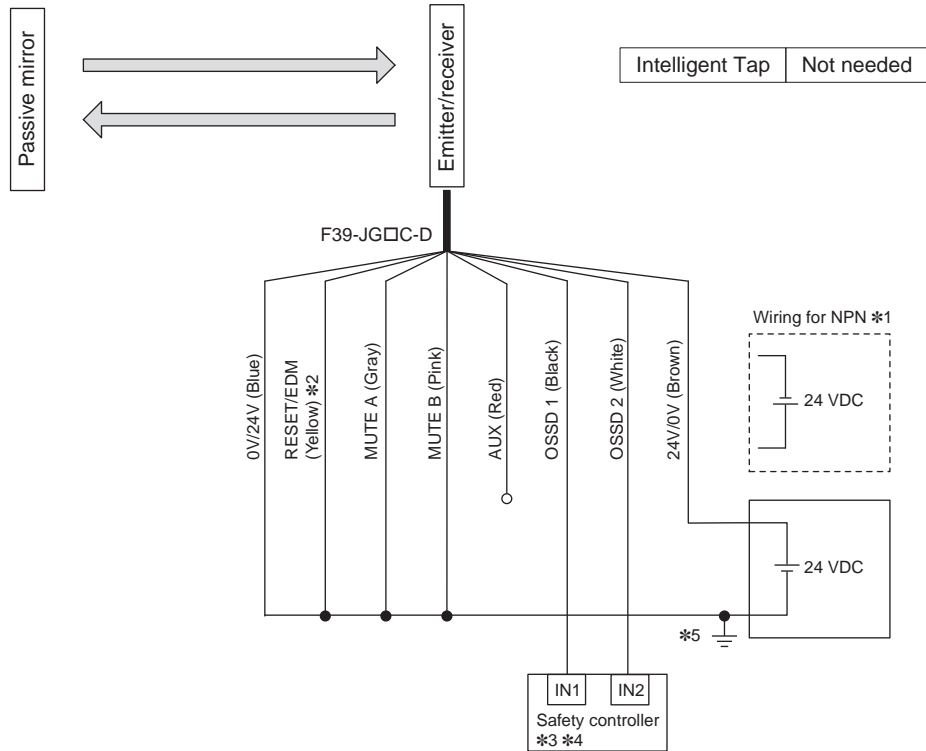 Passive mirror
Emitter/receiver
Intelligent Tap Not needed
F39-JG□C-D
0V/24V (Blue)
RESET/EDM
(Yellow) ✻2
MUTE A (Gray)
MUTE B (Pink)
AUX (Red)
OSSD 1 (Black)
OSSD 2 (White)
24V/0V (Brown)
Wiring for NPN ✻1
24 VDC
24 VDC
✻5
IN1 IN2
Safety controller
✻3 ✻4